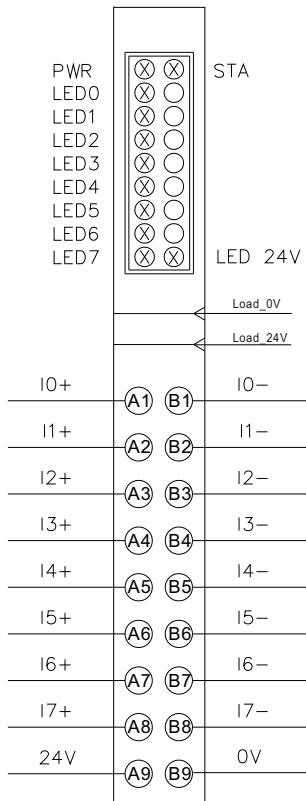 PWR STA
LED0
LED1
LED2
LED3
LED4
LED5
LED6
LED7 LED 24V
Load_0V
Load_24V
I0+ A1 B1 I0-
I1+ A2 B2 I1-
I2+ A3 B3 I2-
I3+ A4 B4 I3-
I4+ A5 B5 I4-
I5+ A6 B6 I5-
I6+ A7 B7 I6-
I7+ A8 B8 I7-
24V A9 B9 0V